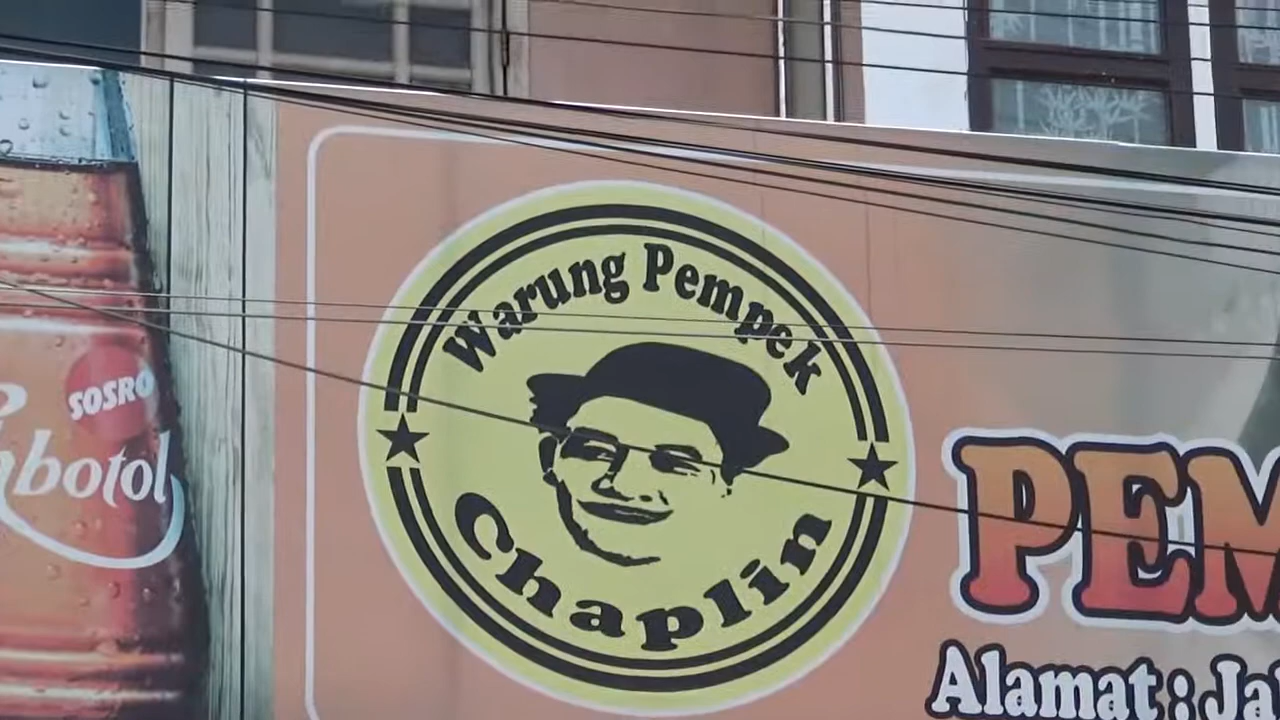 Warung Pempek
Chaplin
SOSRO
botol
PEM
Alamat : Ja